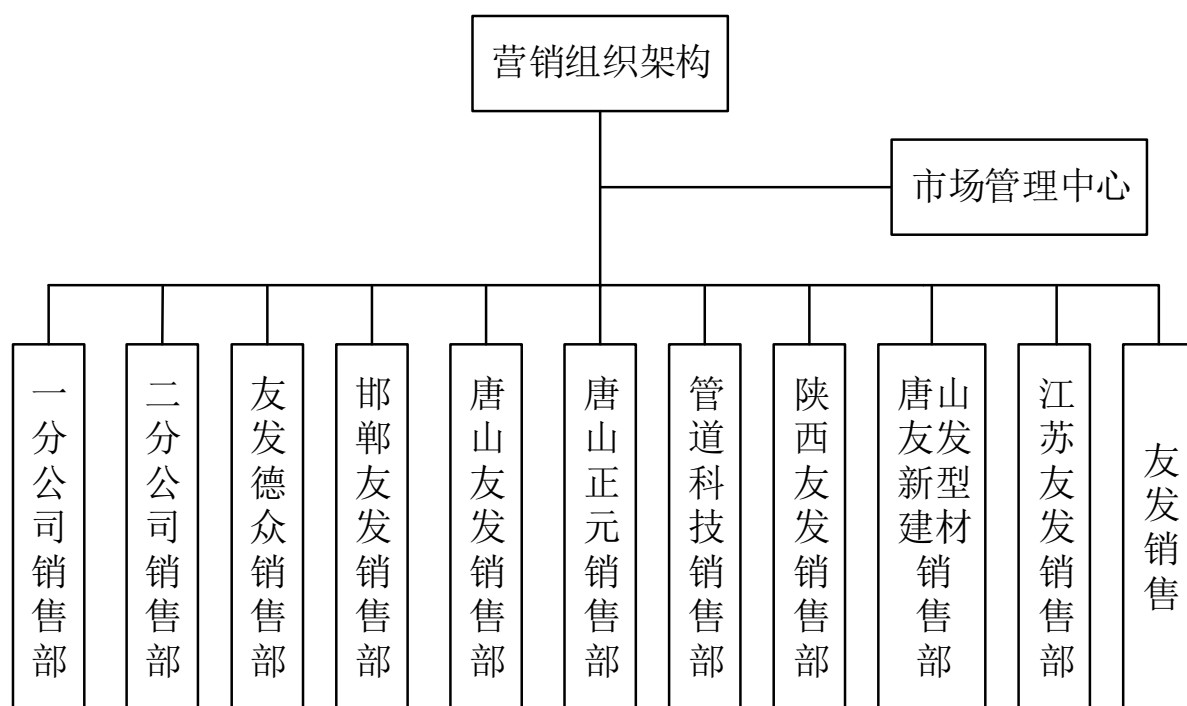 营销组织架构
市场管理中心
一分公司销售部
二分公司销售部
友发德众销售部
邯郸友发销售部
唐山友发销售部
唐山正元销售部
管道科技销售部
陕西友发销售部
唐山友发新型建材销售部
江苏友发销售部
友发销售